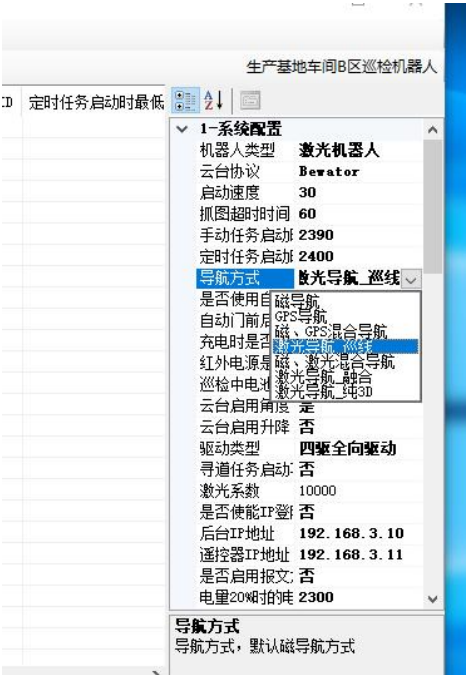 生产基地车间B区巡检机器人
定时任务启动时最低
1-系统配置
机器人类型 激光机器人
云台协议 Bewator
启动速度 30
抓图超时时间 60
手动任务启动 2390
定时任务启动 2400
导航方式 激光导航_巡线
是否使用自
磁导航
自动门前后
GPS导航
磁、GPS混合导航
充电时是否
激光导航_巡线
红外电源是
磁、激光混合导航
巡检中电池
激光导航_融合
激光导航_纯3D
云台启用角度 是
云台启用升降 否
驱动类型 四驱全向驱动
寻道任务启动 否
激光系数 10000
是否使能IP登 否
后台IP地址 192.168.3.10
遥控器IP地址 192.168.3.11
是否启用报文 否
电量20%时的电 2300
导航方式
导航方式，默认磁导航方式